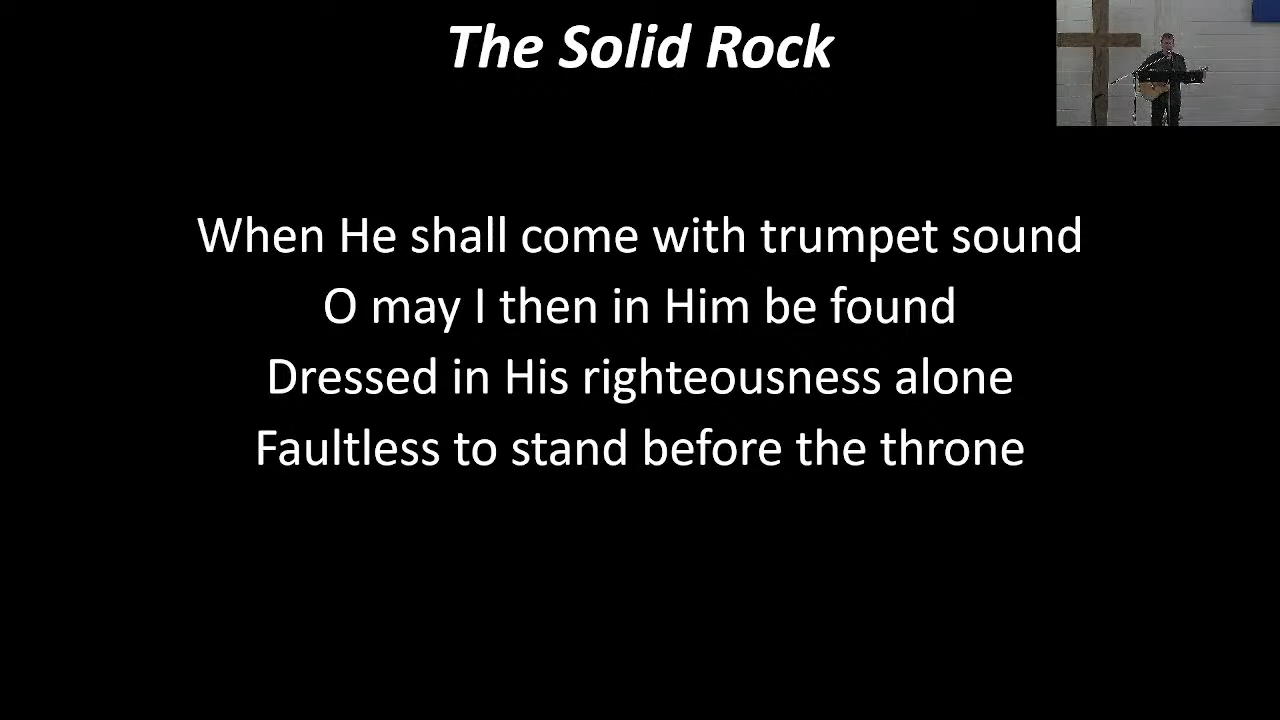 The Solid Rock
When He shall come with trumpet sound
O may I then in Him be found
Dressed in His righteousness alone
Faultless to stand before the throne